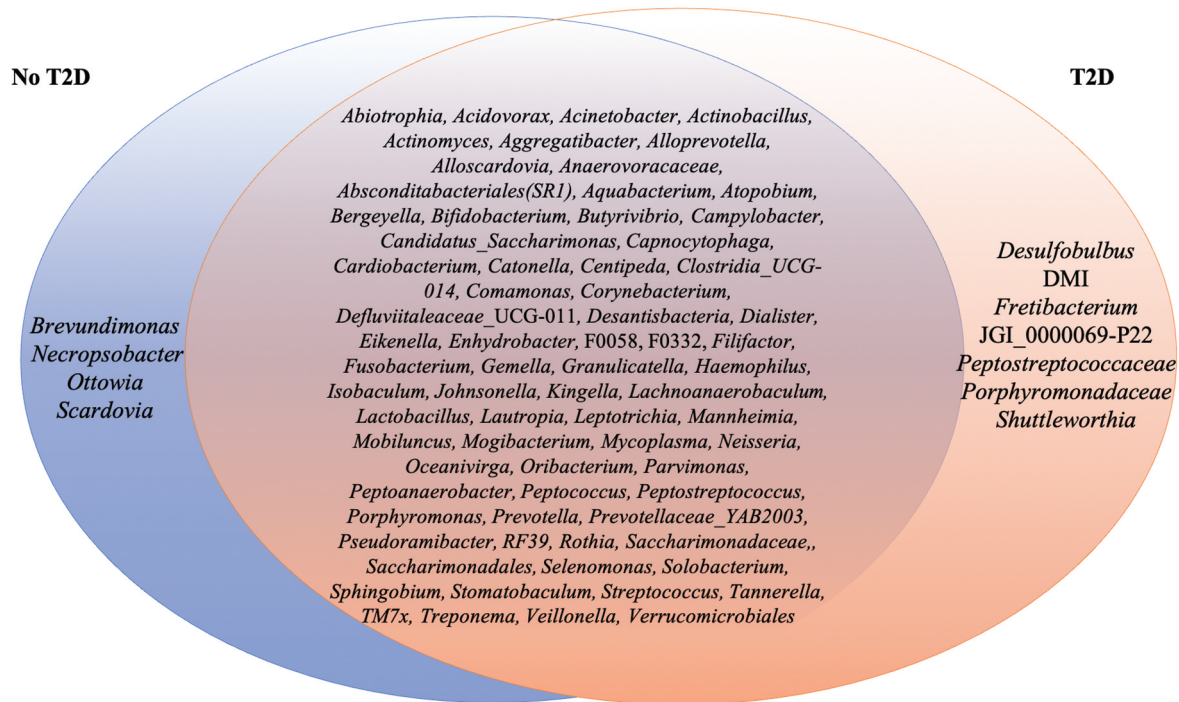 No T2D
T2D
Abiotrophia, Acidovorax, Acinetobacter, Actinobacillus,
Actinomyces, Aggregatibacter, Alloprevotella,
Alloscardovia, Anaerovoracaceae,
Absconditabacteriales(SR1), Aquabacterium, Atopobium,
Bergeyella, Bifidobacterium, Butyrivibrio, Campylobacter,
Candidatus_Saccharimonas, Capnocytophaga,
Cardiobacterium, Catonella, Centipeda, Clostridia_UCG-
014, Comamonas, Corynebacterium,
Defluviitaleaceae_UCG-011, Desantisbacteria, Dialister,
Eikenella, Enhydrobacter, F0058, F0332, Filifactor,
Fusobacterium, Gemella, Granulicatella, Haemophilus,
Isobaculum, Johnsonella, Kingella, Lachnoanaerobaculum,
Lactobacillus, Lautropia, Leptotrichia, Mannheimia,
Mobiluncus, Mogibacterium, Mycoplasma, Neisseria,
Oceanivirga, Oribacterium, Parvimonas,
Peptoanaerobacter, Peptococcus, Peptostreptococcus,
Porphyromonas, Prevotella, Prevotellaceae_YAB2003,
Pseudoramibacter, RF39, Rothia, Saccharimonadaceae,,
Saccharimonadales, Selenomonas, Solobacterium,
Sphingobium, Stomatobaculum, Streptococcus, Tannerella,
TM7x, Treponema, Veillonella, Verrucomicrobiales
Brevundimonas
Necropsobacter
Ottowia
Scardovia
Desulfobulbus
DMI
Fretibacterium
JGI_0000069-P22
Peptostreptococcaceae
Porphyromonadaceae
Shuttleworthia